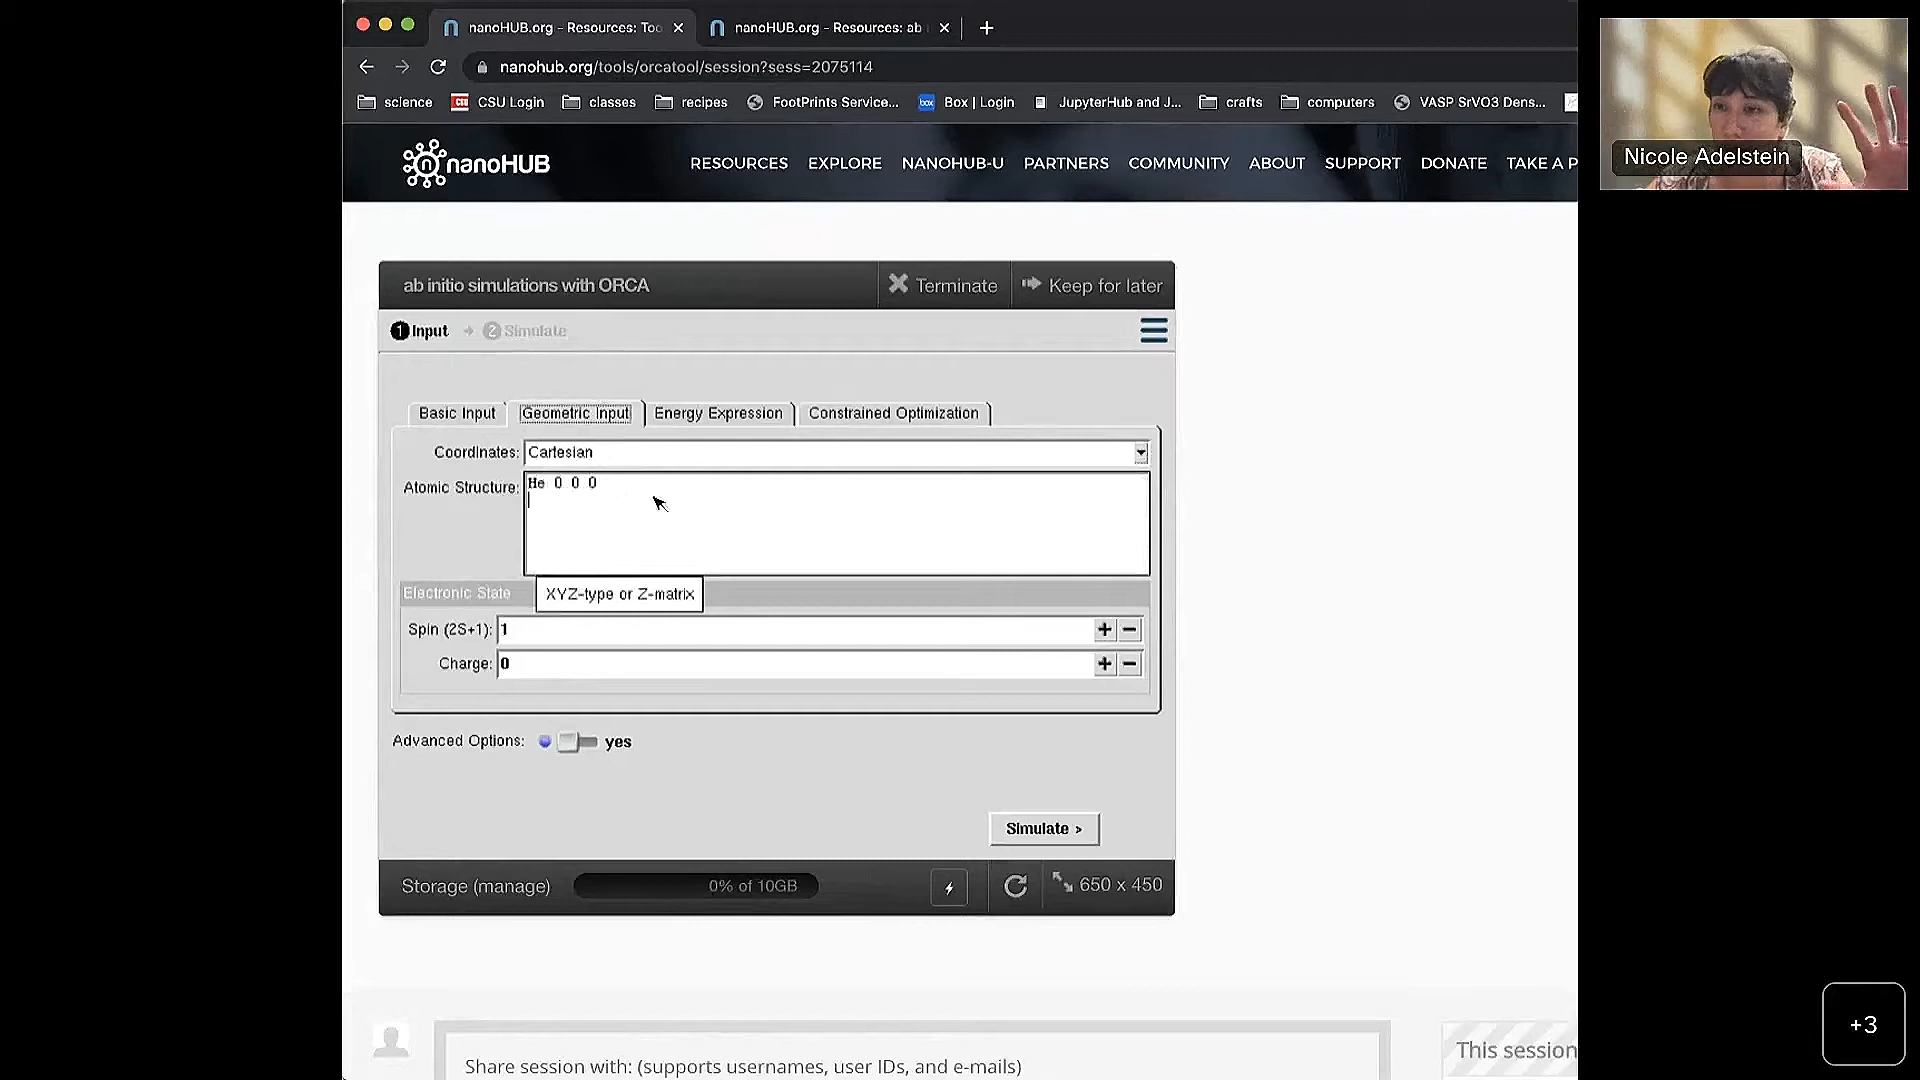 nanoHUB.org - Resources: Too
nanoHUB.org - Resources: ab
nanohub.org/tools/orcatool/session?sess=2075114
science
CSU
CSU Login
classes
recipes
FootPrints Service...
box
Box | Login
JupyterHub and J...
crafts
computers
VASP SrVO3 Dens...
Nicole Adelstein
n
nanoHUB
RESOURCES EXPLORE NANOHUB-U PARTNERS COMMUNITY ABOUT SUPPORT DONATE TAKE A P
ab initio simulations with ORCA
Terminate
Keep for later
1 Input
2 Simulate
Basic Input
Geometric Input
Energy Expression
Constrained Optimization
Coordinates: Cartesian
Atomic Structure: He 0 0 0
Electronic State
XYZ-type or Z-matrix
Spin (2S+1): 1
Charge: 0
Advanced Options: yes
Simulate >
Storage (manage)
0% of 10GB
650 x 450
+3
Share session with: (supports usernames, user IDs, and e-mails)
This session